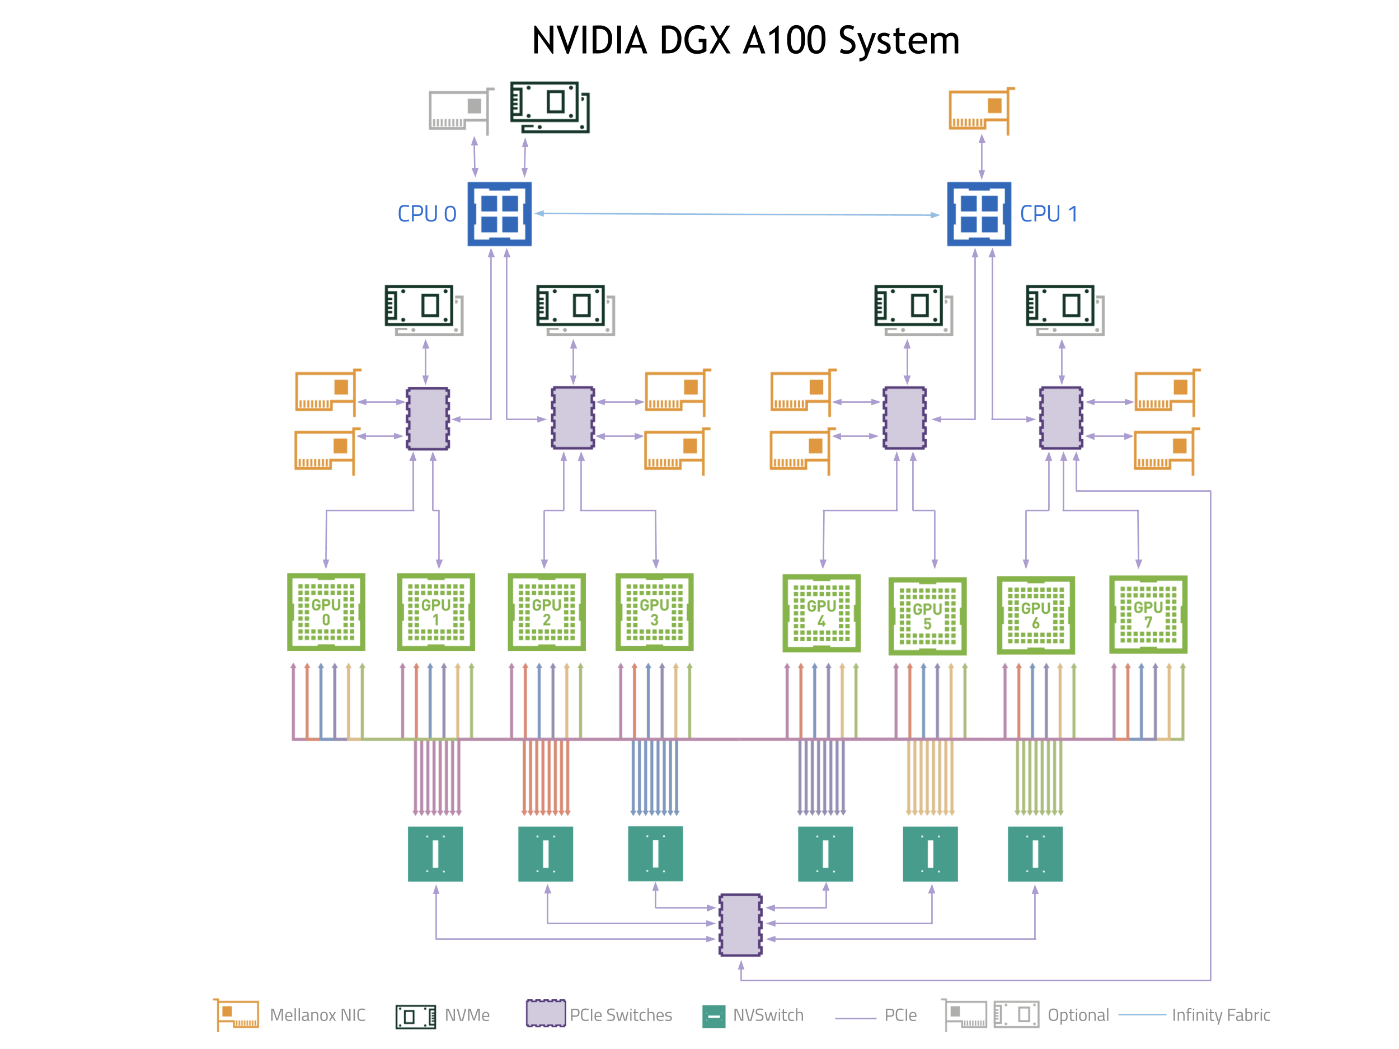 NVIDIA DGX A100 System
CPU 0
CPU 1
GPU
0
GPU
1
GPU
2
GPU
3
GPU
4
GPU
5
GPU
6
GPU
7
Mellanox NIC
NVMe
PCIe Switches
NVSwitch
PCIe
Optional
Infinity Fabric